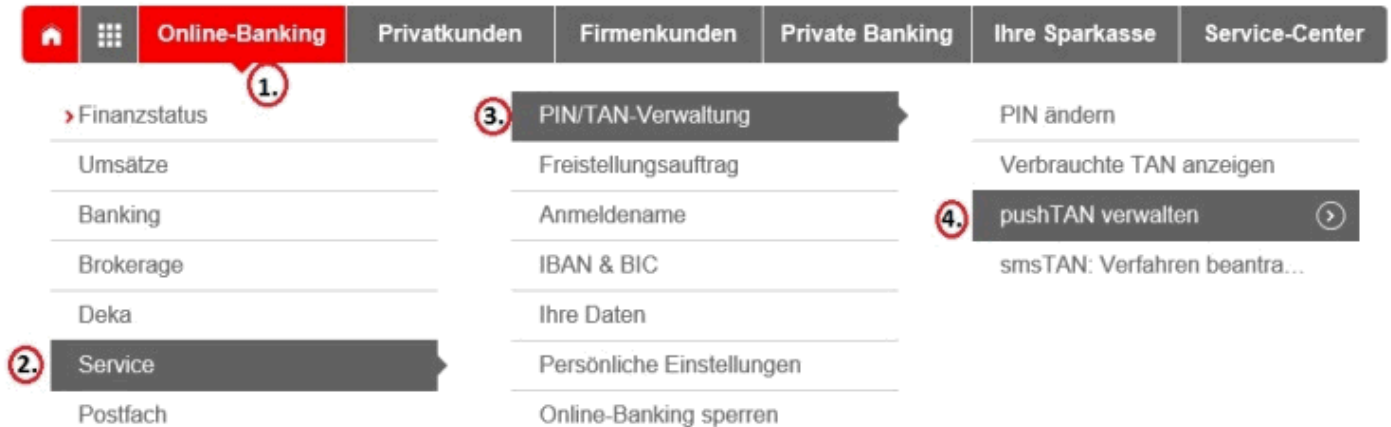 Online-Banking Privatkunden Firmenkunden Private Banking Ihre Sparkasse Service-Center
1.
Finanzstatus
Umsätze
Banking
Brokerage
Deka
2. Service
Postfach
3. PIN/TAN-Verwaltung
Freistellungsauftrag
Anmeldename
IBAN & BIC
Ihre Daten
Persönliche Einstellungen
Online-Banking sperren
PIN ändern
Verbrauchte TAN anzeigen
4. pushTAN verwalten
smsTAN: Verfahren beantra...